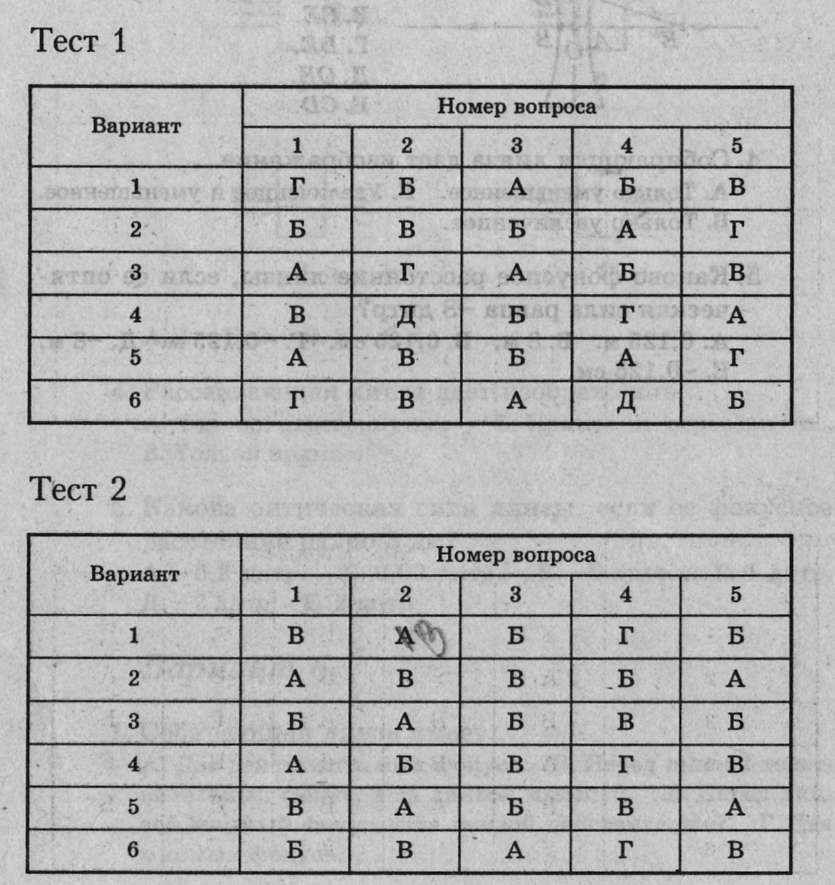 Тест 1
Вариант Номер вопроса
1 2 3 4 5
1 Г Б А Б В
2 Б В Б А Г
3 А Г А Б В
4 В Д В Г А
5 А В Б А Г
6 Г В А Д Б
Тест 2
Вариант Номер вопроса
1 2 3 4 5
1 В А Б Г Б
2 А В В Б А
3 Б А Б В Б
4 А Б В Г В
5 В А Б В А
6 Б В А Г В